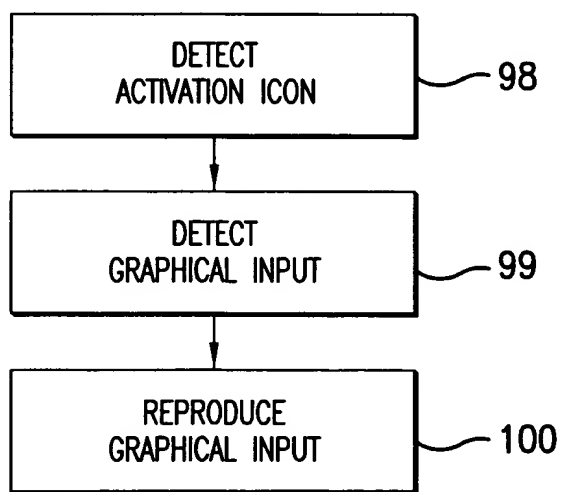 DETECT
ACTIVATION ICON
98
DETECT
GRAPHICAL INPUT
99
REPRODUCE
GRAPHICAL INPUT
100